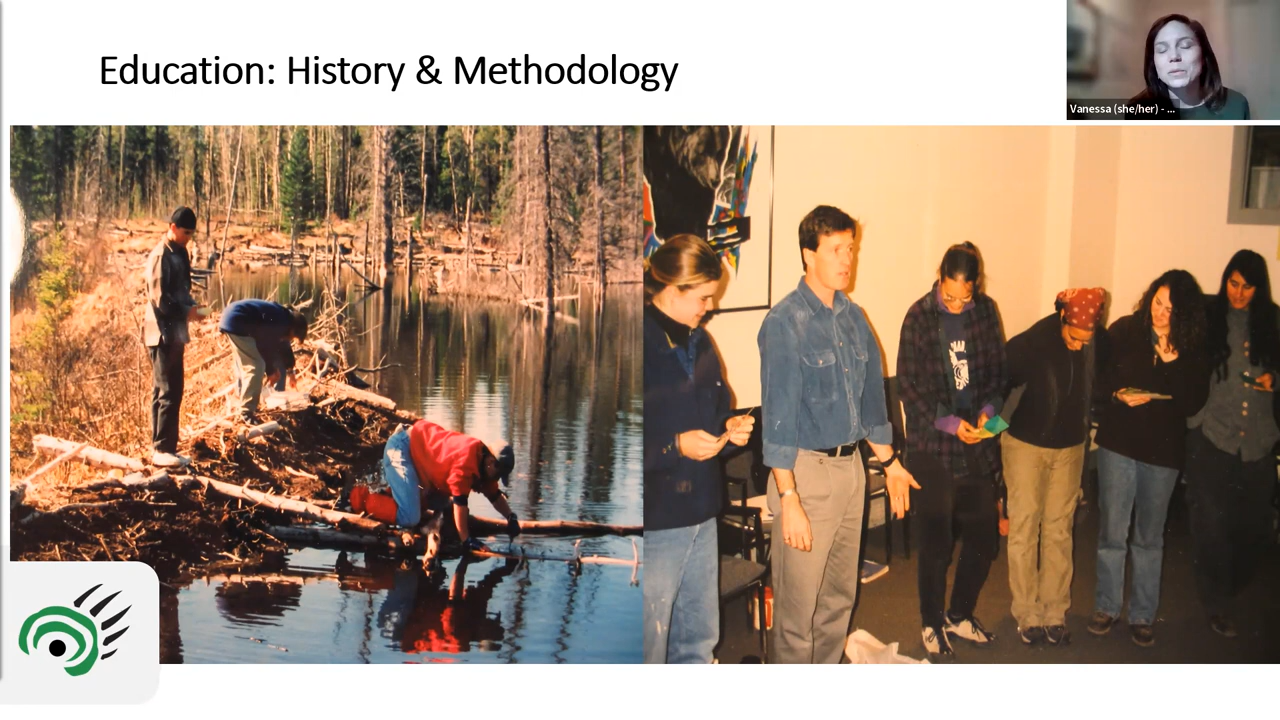 Education: History & Methodology
Vanessa (she/her) - ...